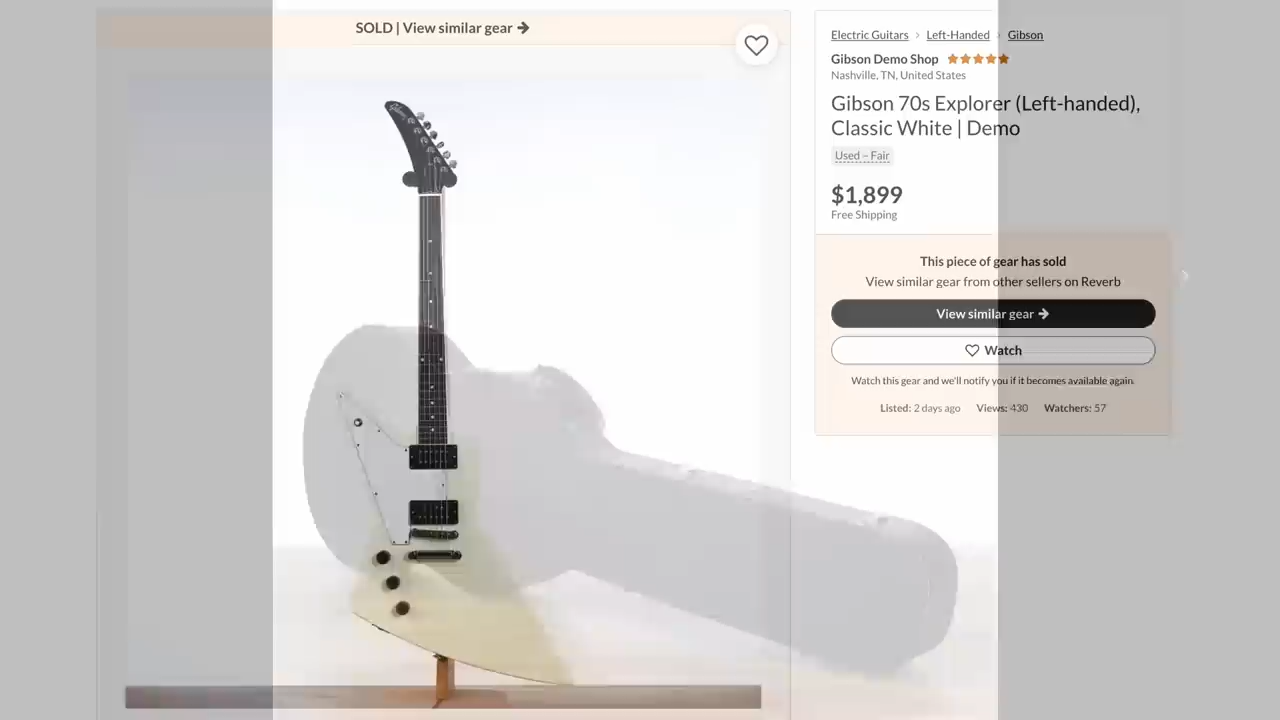 SOLD | View similar gear →
Electric Guitars › Left-Handed › Gibson
Gibson Demo Shop
Nashville, TN, United States
Gibson 70s Explorer (Left-handed),
Classic White | Demo
Used – Fair
$1,899
Free Shipping
This piece of gear has sold
View similar gear from other sellers on Reverb
View similar gear →
Watch
Watch this gear and we'll notify you if it becomes available again.
Listed: 2 days ago Views: 430 Watchers: 57
Gibson